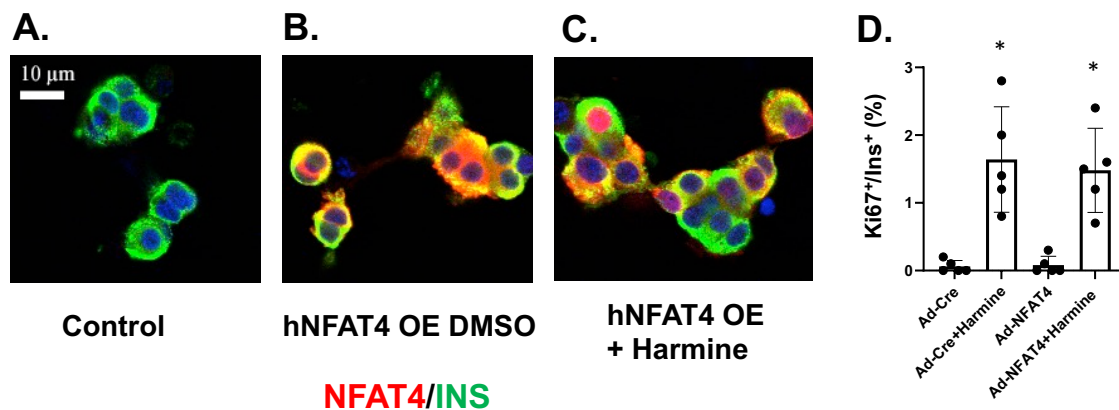 A.
B.
C.
D.
10 µm
*
*
3
2
1
0
Ki67⁺/Ins⁺ (%)
Ad-Cre
Ad-Cre+Harmine
Ad-NFAT4
Ad-NFAT4+Harmine
Control
hNFAT4 OE DMSO
hNFAT4 OE
+ Harmine
NFAT4/INS